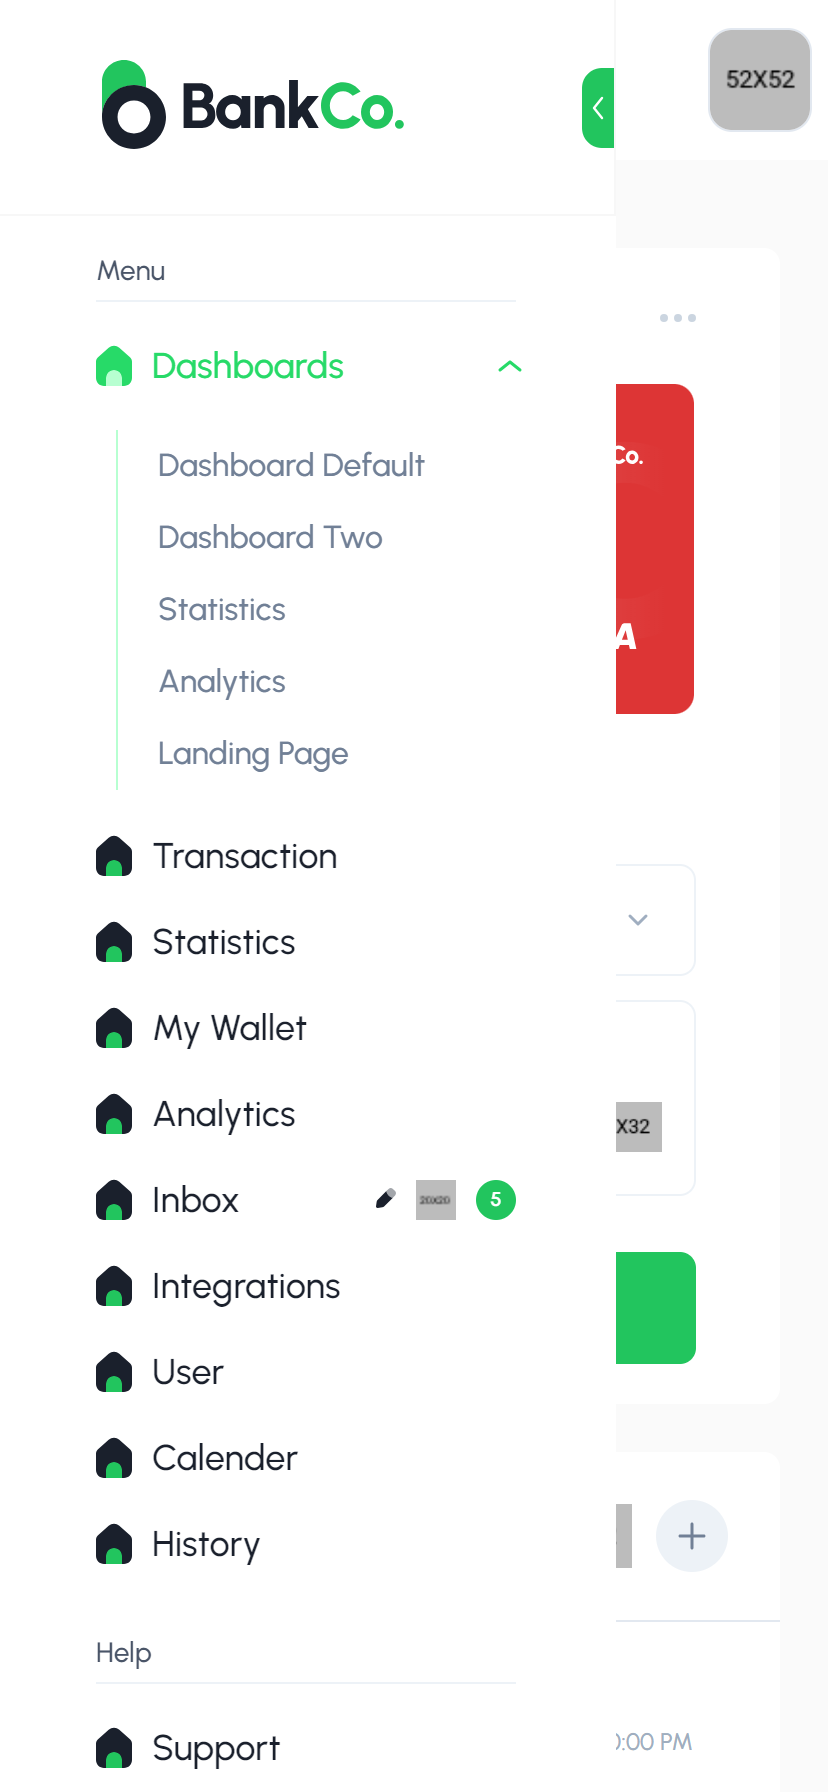 BankCo.
52X52
Menu
Dashboards
Co.
Dashboard Default
Dashboard Two
Statistics
A
Analytics
Landing Page
Transaction
Statistics
My Wallet
Analytics
X32
Inbox
20X20
5
Integrations
User
Calender
History
Help
Support
0:00 PM